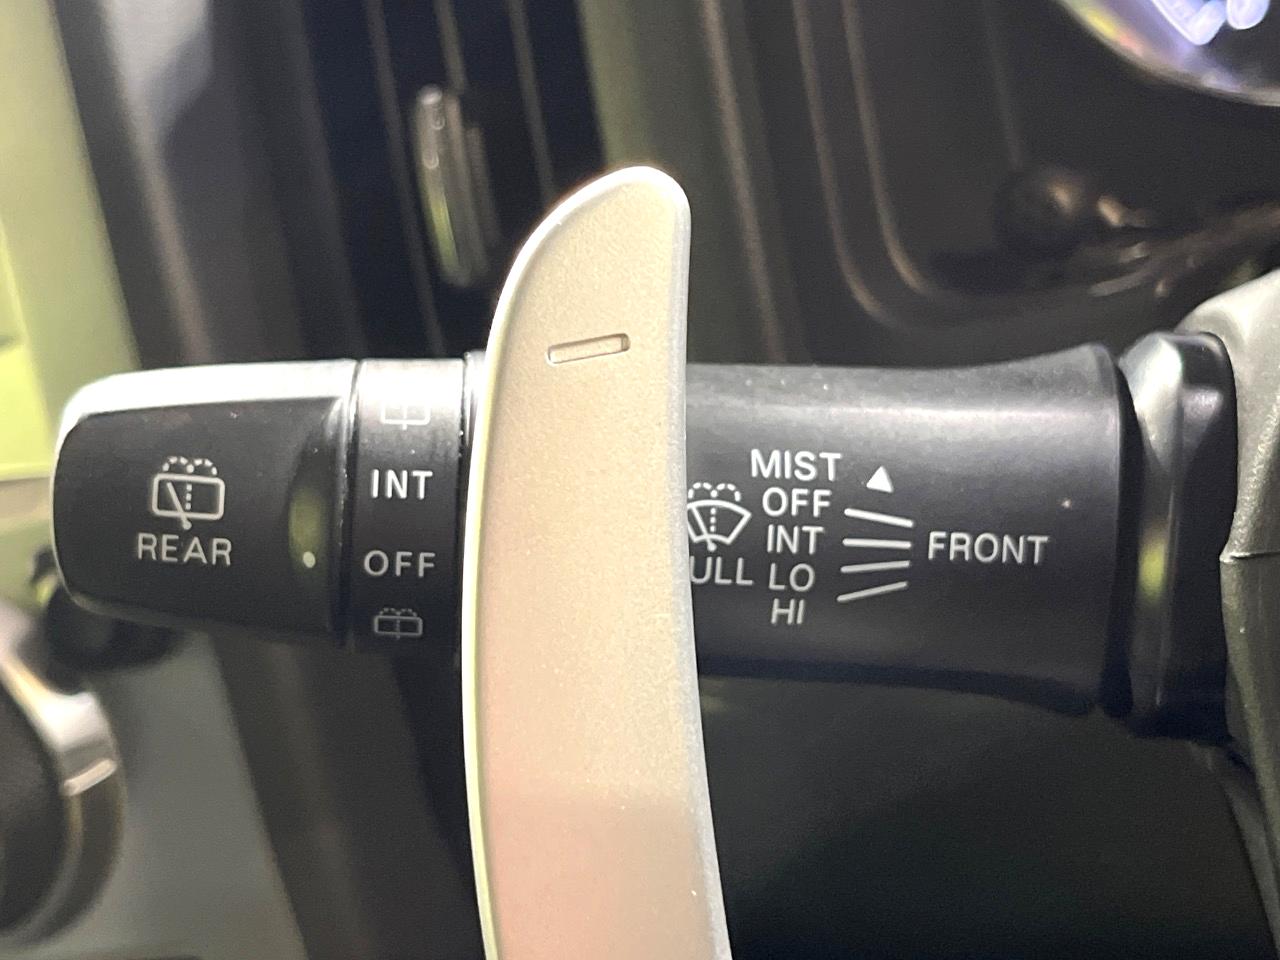 REAR
INT
OFF
MIST
OFF
INT
LO
HI
FRONT